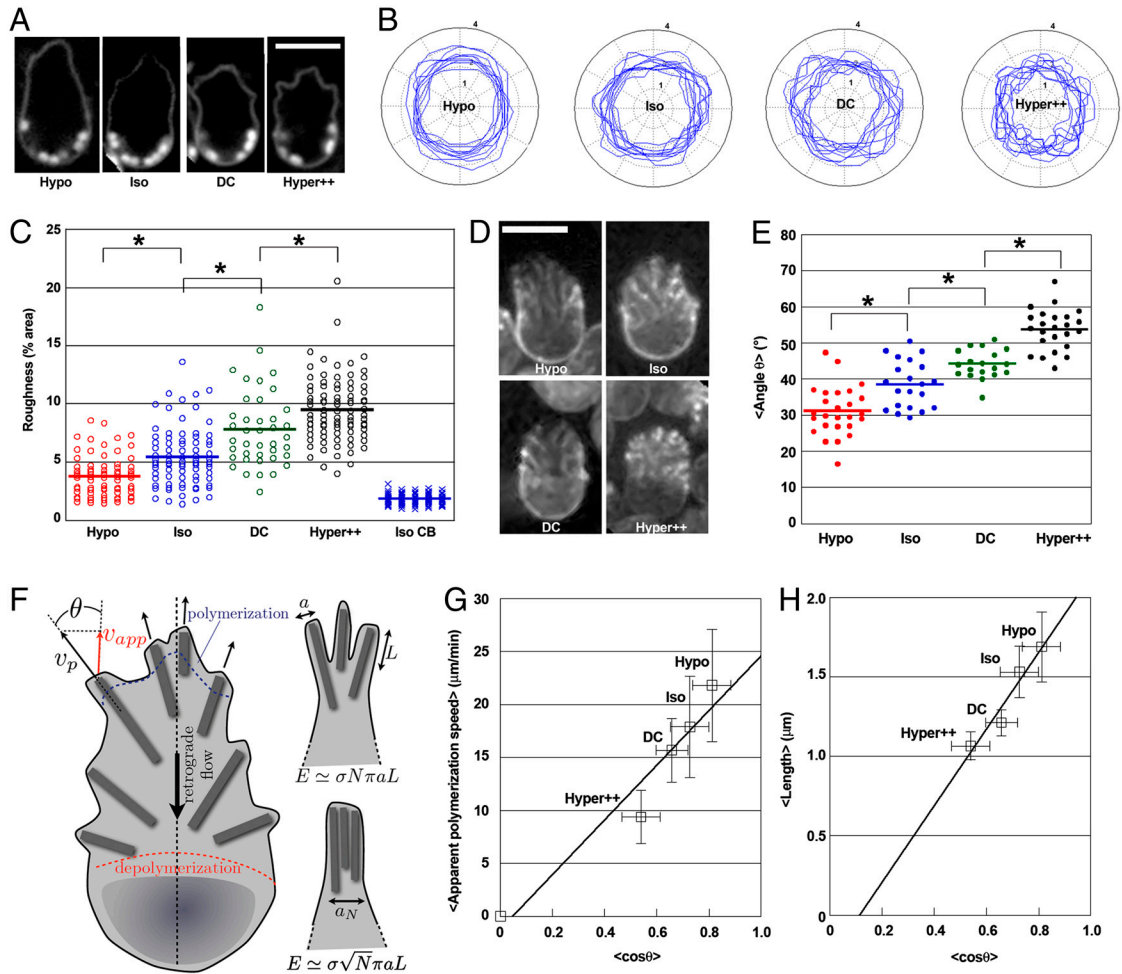 A
Hypo
Iso
DC
Hyper++
B
4
1
Hypo
4
1
Iso
4
1
DC
4
1
Hyper++
C
Roughness (% area)
25
20
15
10
5
0
*
*
*
Hypo
Iso
DC
Hyper++
Iso CB
D
Hypo
Iso
DC
Hyper++
E
<Angle θ> (°)
80
70
60
50
40
30
20
10
0
*
*
*
Hypo
Iso
DC
Hyper++
F
θ
v_app
v_p
polymerization
retrograde
flow
depolymerization
a
L
E ≃ σNπaL
a_N
E ≃ σ√NπaL
G
<Apparent polymerization speed> (μm/min)
30
25
20
15
10
5
0
Hypo
Iso
DC
Hyper++
0 0.2 0.4 0.6 0.8 1.0
<cosθ>
H
<Length> (μm)
2.0
1.5
1.0
0.5
0
Hypo
Iso
DC
Hyper++
0 0.2 0.4 0.6 0.8 1.0
<cosθ>